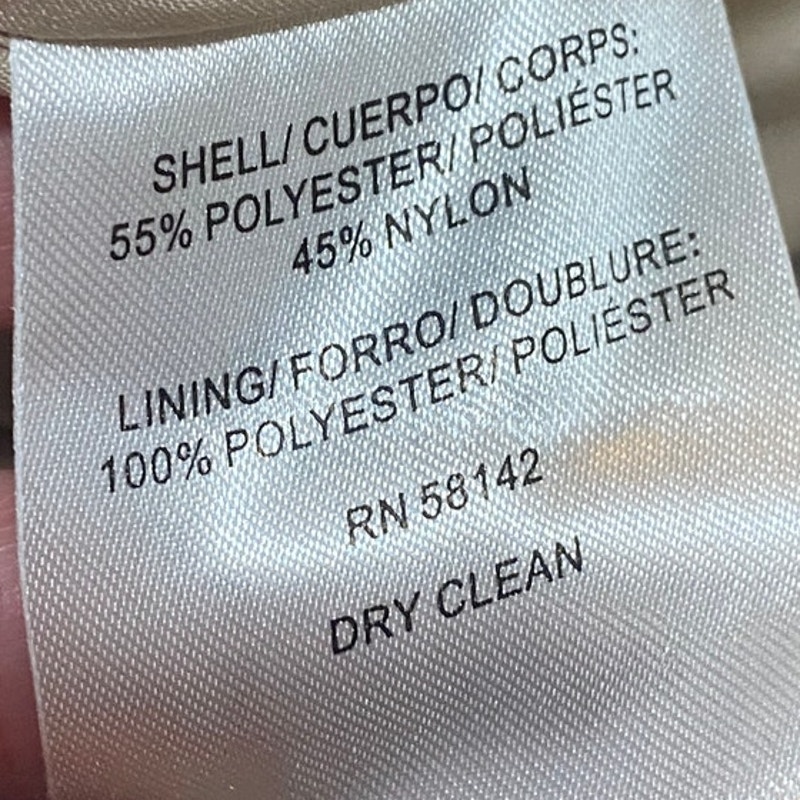 SHELL/ CUERPO/ CORPS:
55% POLYESTER/ POLIÉSTER
45% NYLON
LINING/ FORRO/ DOUBLURE:
100% POLYESTER/ POLIÉSTER
RN 58142
DRY CLEAN